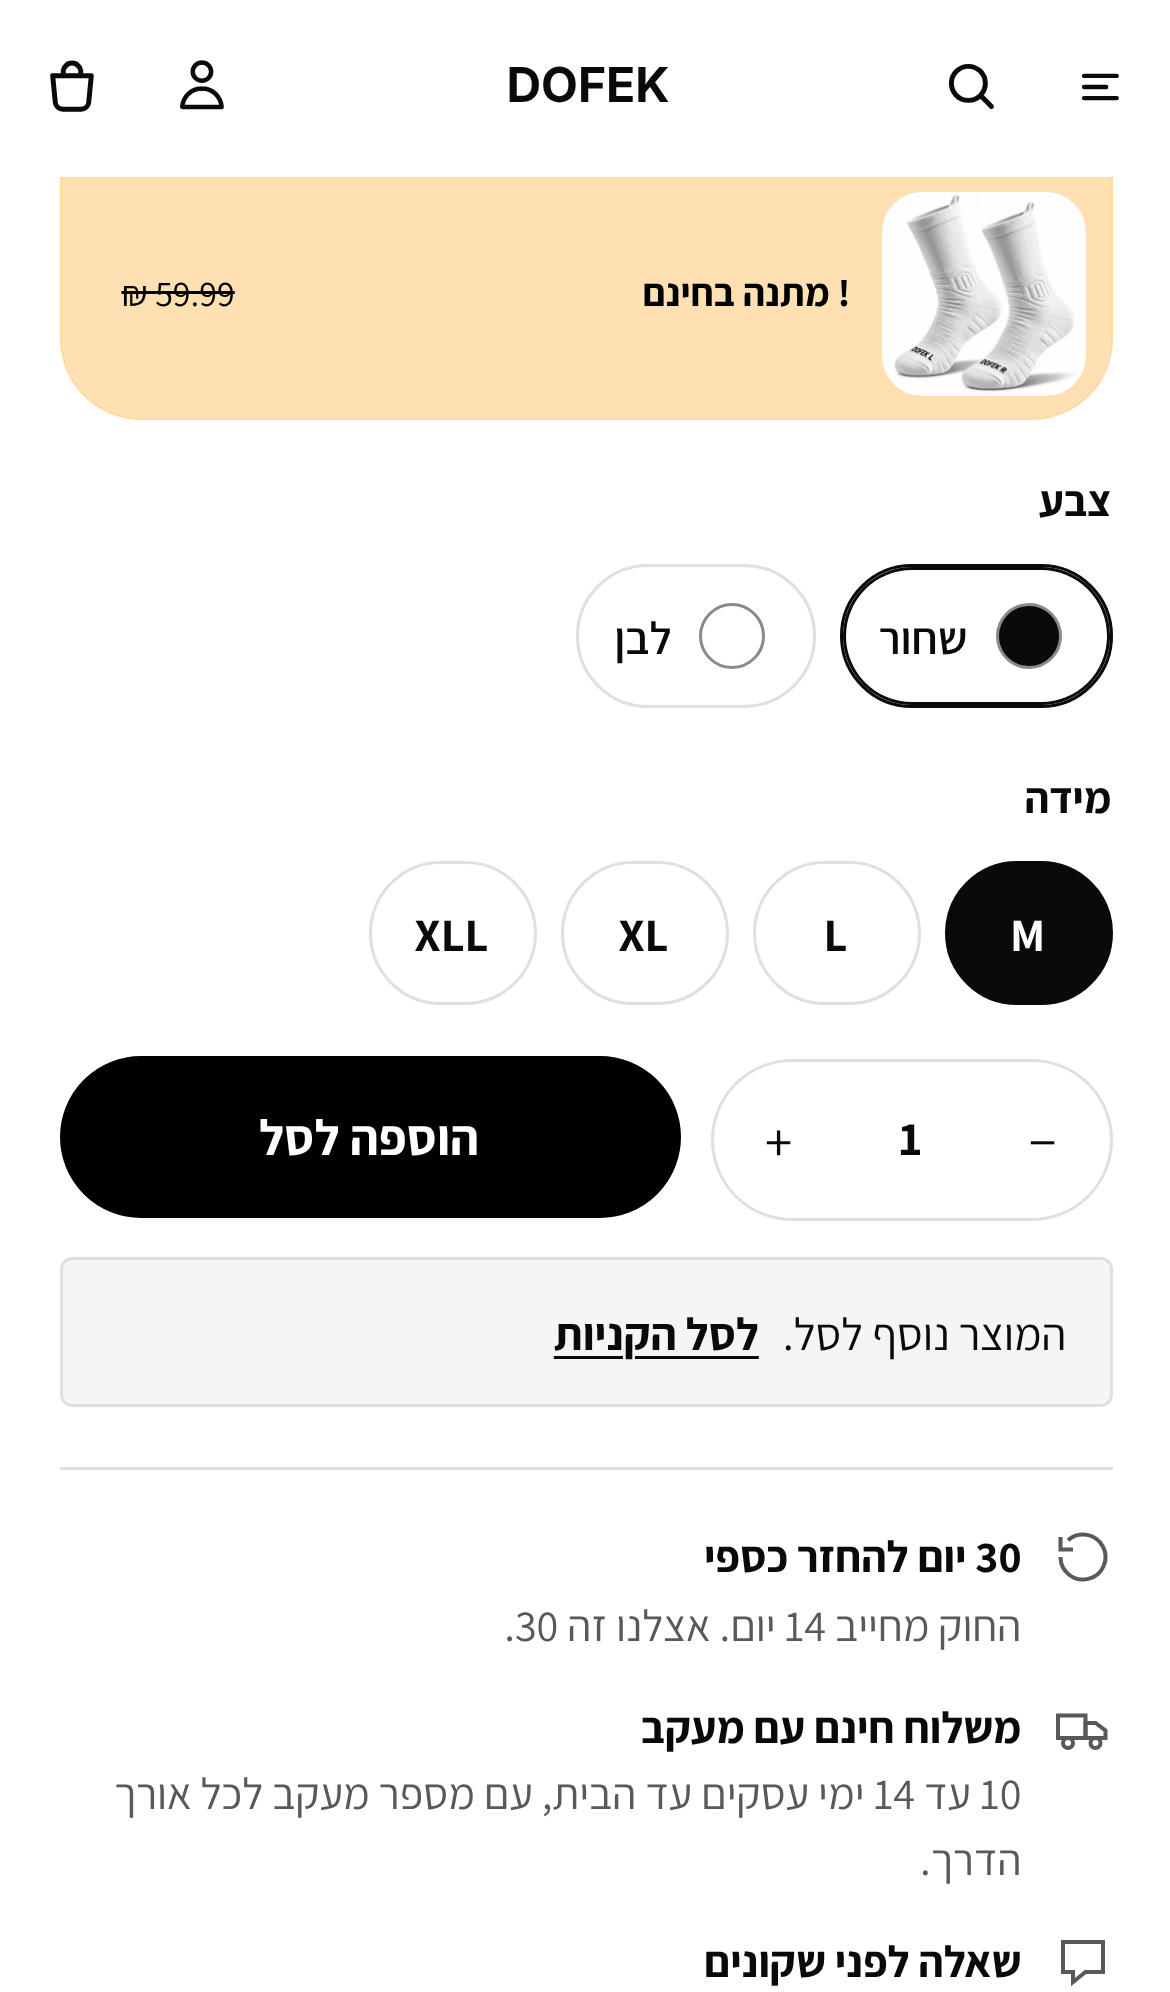 DOFEK
מתנה בחינם !
59.99 ₪
DOFEK L
DOFEK R
צבע
שחור
לבן
מידה
M
L
XL
XLL
− 1 +
הוספה לסל
המוצר נוסף לסל. לסל הקניות
30 יום להחזר כספי
החוק מחייב 14 יום. אצלנו זה 30.
משלוח חינם עם מעקב
10 עד 14 ימי עסקים עד הבית, עם מספר מעקב לכל אורך
הדרך.
שאלה לפני שקונים